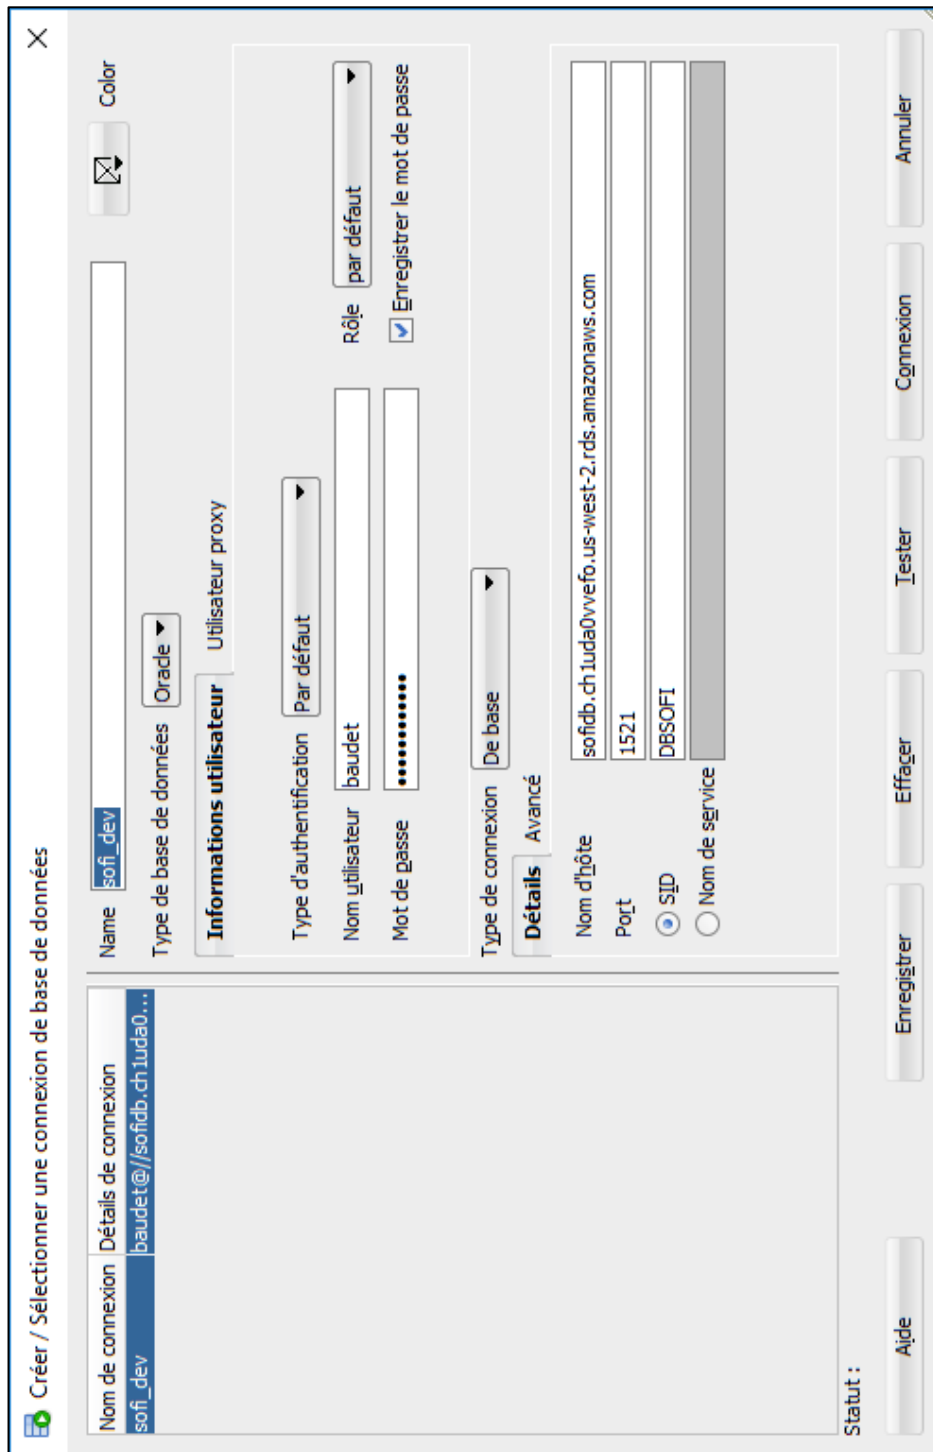 Créer / Sélectionner une connexion de base de données
Nom de connexion Détails de connexion
sofi_dev baudet@//sofidb.ch1uda0...
Name sofi_dev Color
Type de base de données Oracle
Informations utilisateur Utilisateur proxy
Type d'authentification Par défaut
Nom utilisateur baudet Rôle par défaut
Mot de passe ●●●●●●●●●●● Enregistrer le mot de passe
Type de connexion De base
Détails Avancé
Nom d'hôte sofidb.ch1uda0vvefo.us-west-2.rds.amazonaws.com
Port 1521
SID DBSOFI
Nom de service
Statut :
Aide Enregistrer Effacer Tester Connexion Annuler